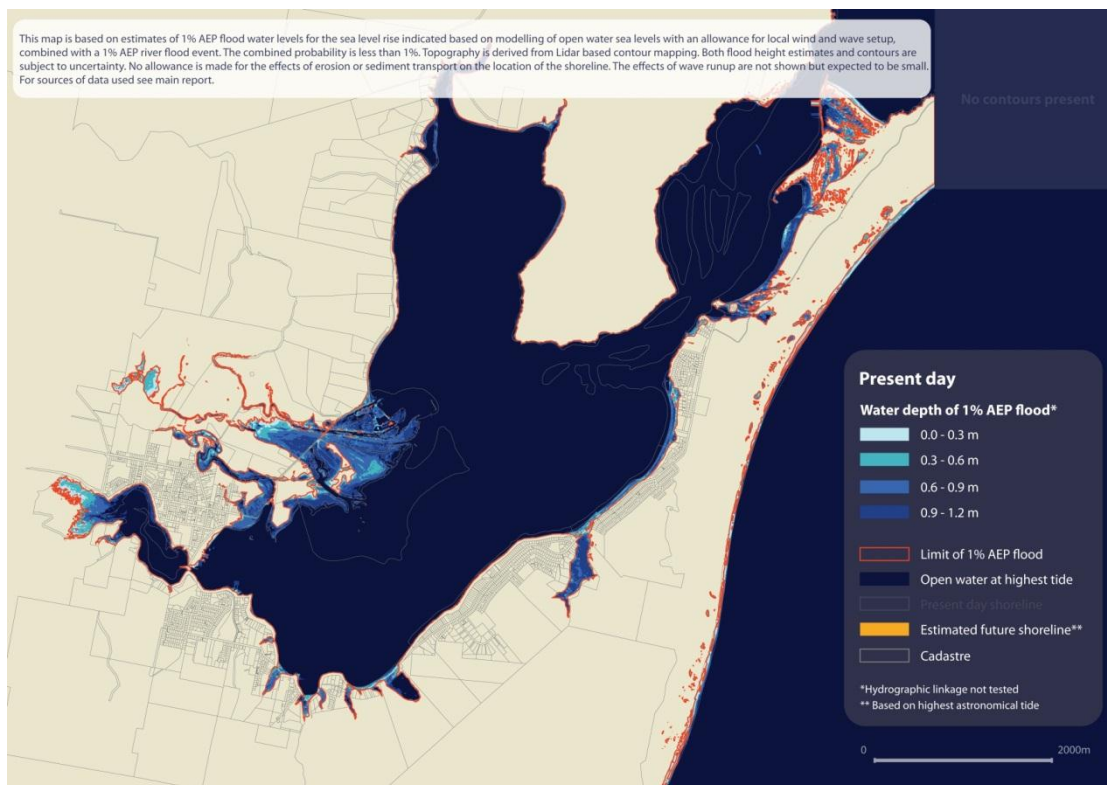 This map is based on estimates of 1% AEP flood water levels for the sea level rise indicated based on modelling of open water sea levels with an allowance for local wind and wave setup,
combined with a 1% AEP river flood event. The combined probability is less than 1%. Topography is derived from Lidar based contour mapping. Both flood height estimates and contours are
subject to uncertainty. No allowance is made for the effects of erosion or sediment transport on the location of the shoreline. The effects of wave runup are not shown but expected to be small.
For sources of data used see main report.
No contours present
Present day
Water depth of 1% AEP flood*
0.0 - 0.3 m
0.3 - 0.6 m
0.6 - 0.9 m
0.9 - 1.2 m
Limit of 1% AEP flood
Open water at highest tide
Present day shoreline
Estimated future shoreline**
Cadastre
*Hydrographic linkage not tested
** Based on highest astronomical tide
0 2000m